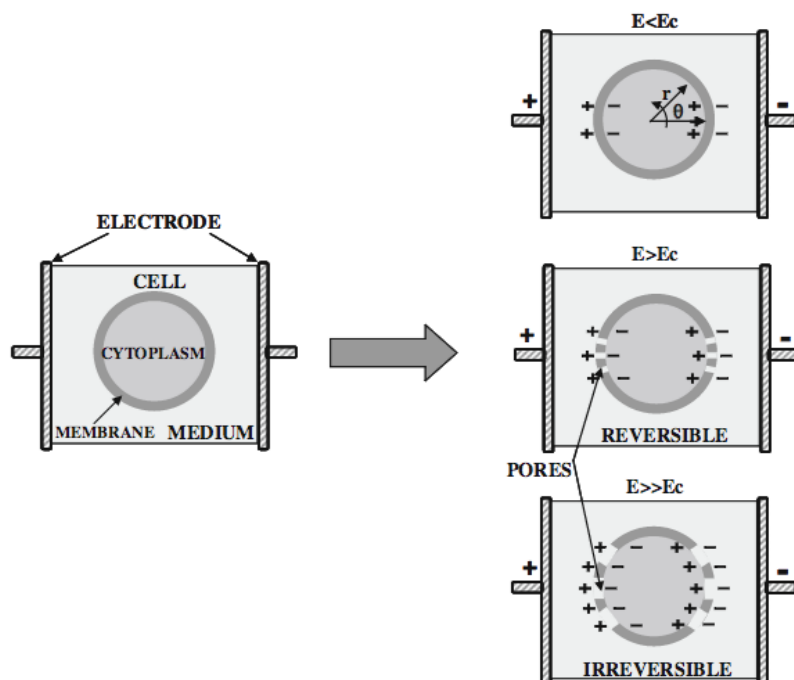 E<Ec
+
-
r
+ - + -
θ
+ - + -
ELECTRODE
CELL
CYTOPLASM
MEMBRANE MEDIUM
E>Ec
+
-
+ - + -
+ - + -
+ - + -
REVERSIBLE
PORES
E>>Ec
+
-
+ - + -
+ - + -
+ - + -
+ - + -
+ - + -
IRREVERSIBLE